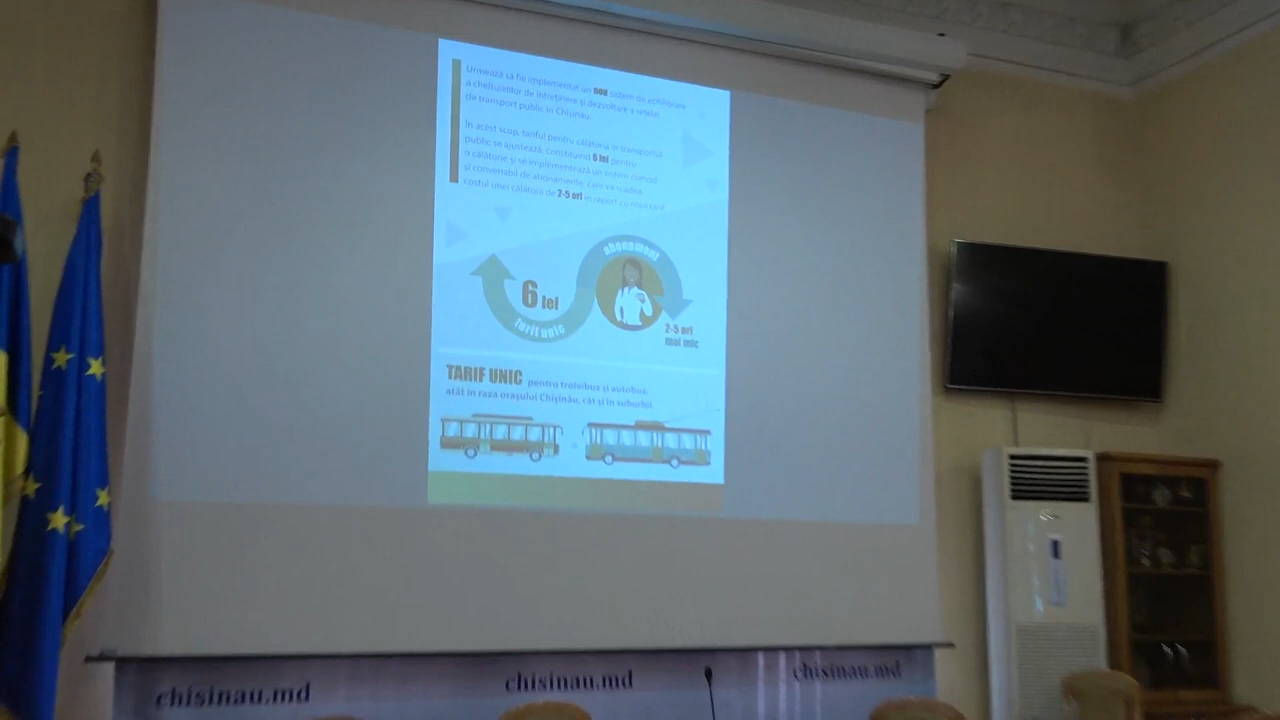 Urmează să fie implementat un nou sistem de echilibrare
a cheltuielilor de întreținere și dezvoltare a rețelei
de transport public în Chișinău.
În acest scop, tariful pentru călătoria în transportul
public se ajustează, constituind 6 lei pentru
o călătorie și se implementează un sistem comod
și convenabil de abonamente, care va scădea
costul unei călătorii de 2-5 ori în raport cu noul tarif.
abonament
6 lei
tarif unic
2-5 ori
mai mic
TARIF UNIC pentru troleibuz și autobuz,
atât în raza orașului Chișinău, cât și în suburbii.
chisinau.md
chisinau.md
chisinau.md